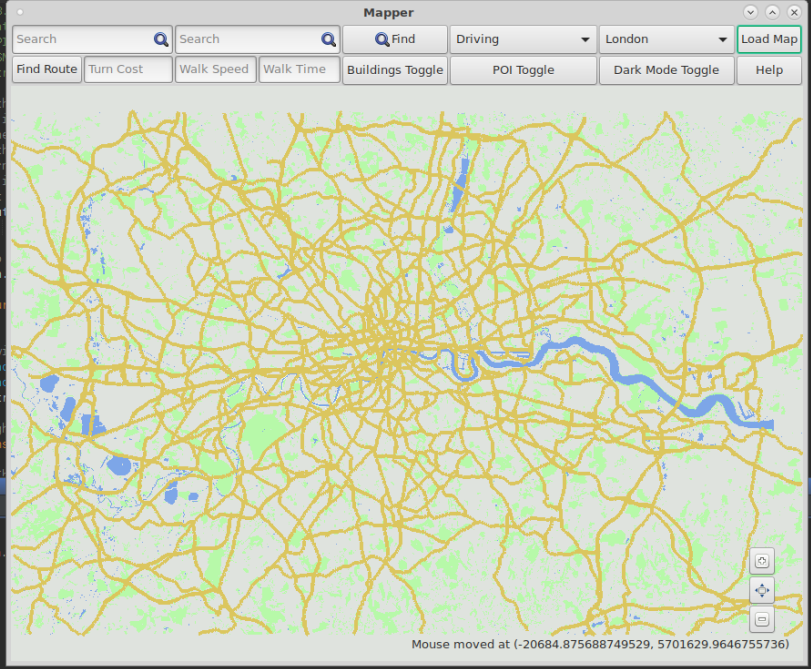 Mapper
Search Search Find Driving London Load Map
Find Route Turn Cost Walk Speed Walk Time Buildings Toggle POI Toggle Dark Mode Toggle Help
Mouse moved at (-20684.875688749529, 5701629.9646755736)